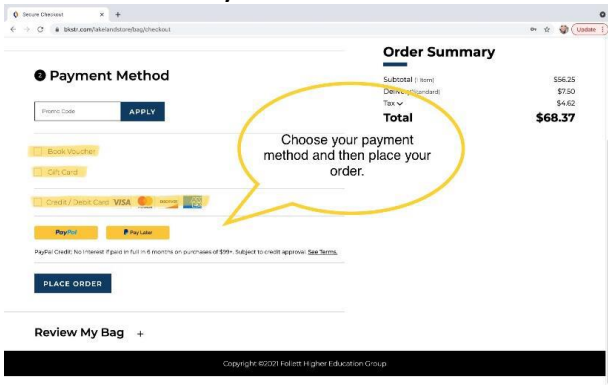 Secure Checkout
bkstr.com/lakelandstore/bag/checkout
Update
Order Summary
Subtotal (1 Item) $56.25
Delivery(Standard) $7.50
Tax $4.62
Total $68.37
2 Payment Method
Promo Code APPLY
Choose your payment
method and then place your
order.
Book Voucher
Gift Card
Credit / Debit Card VISA
PayPal Pay Later
PayPal Credit: No Interest if paid in full in 6 months on purchases of $99+. Subject to credit approval. See Terms.
PLACE ORDER
Review My Bag +
Copyright ©2021 Follett Higher Education Group